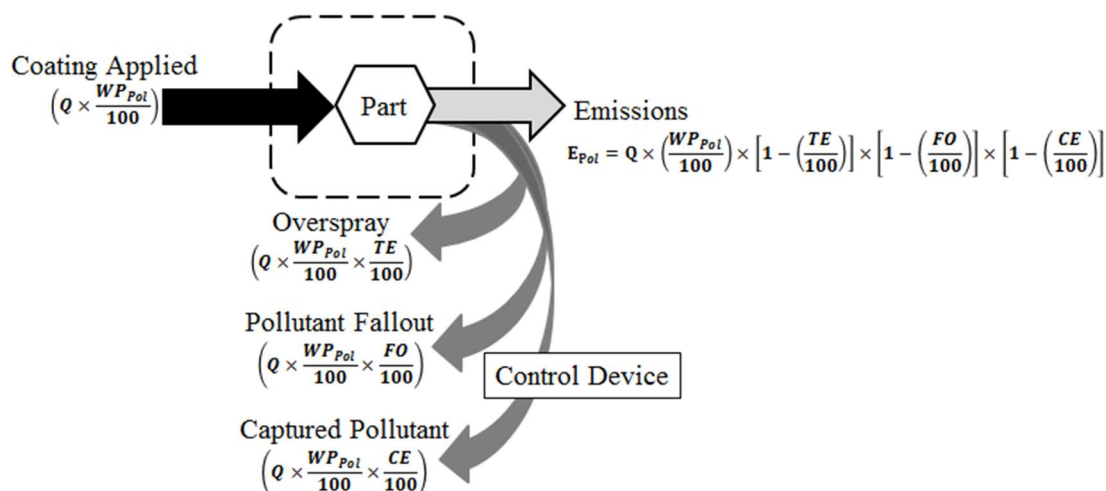 Coating Applied
(Q × WP_Pol/100)
Part
Emissions
E_Pol = Q × (WP_Pol/100) × [1 − (TE/100)] × [1 − (FO/100)] × [1 − (CE/100)]
Overspray
(Q × WP_Pol/100 × TE/100)
Pollutant Fallout
(Q × WP_Pol/100 × FO/100)
Control Device
Captured Pollutant
(Q × WP_Pol/100 × CE/100)